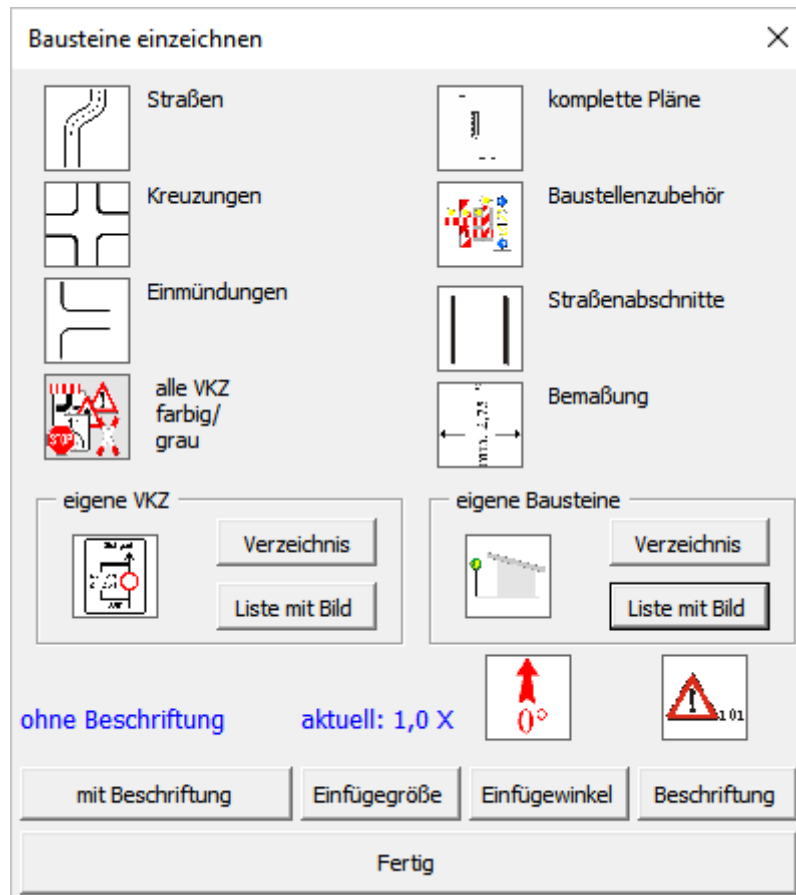 Bausteine einzeichnen
Straßen
komplette Pläne
Kreuzungen
Baustellenzubehör
Einmündungen
Straßenabschnitte
alle VKZ
farbig/
grau
STOP
Bemaßung
eigene VKZ
Verzeichnis
Liste mit Bild
eigene Bausteine
Verzeichnis
Liste mit Bild
ohne Beschriftung
aktuell: 1,0 X
0°
101
mit Beschriftung
Einfügegröße
Einfügewinkel
Beschriftung
Fertig